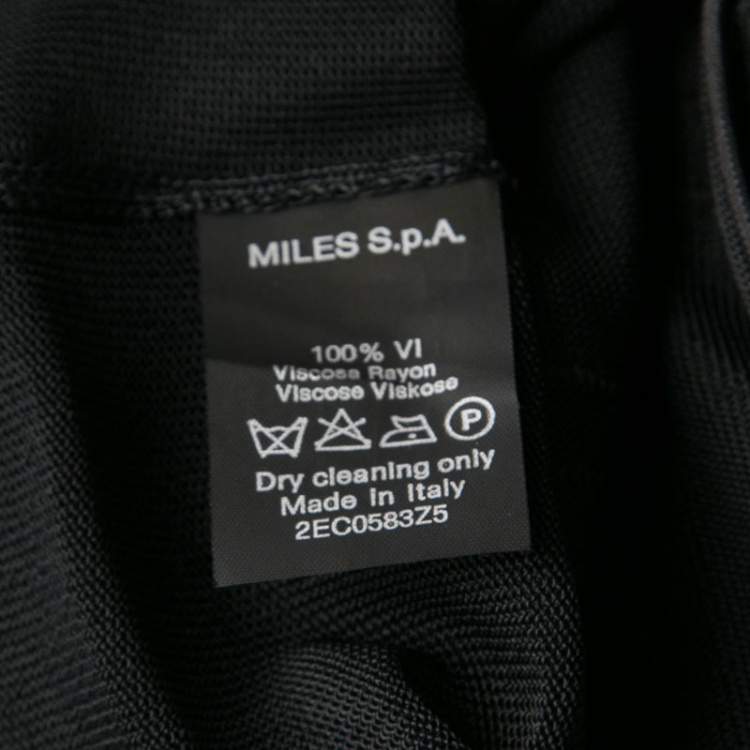 MILES S.p.A.
100% VI
Viscosa Rayon
Viscose Viskose
P
Dry cleaning only
Made in Italy
2EC0583Z5